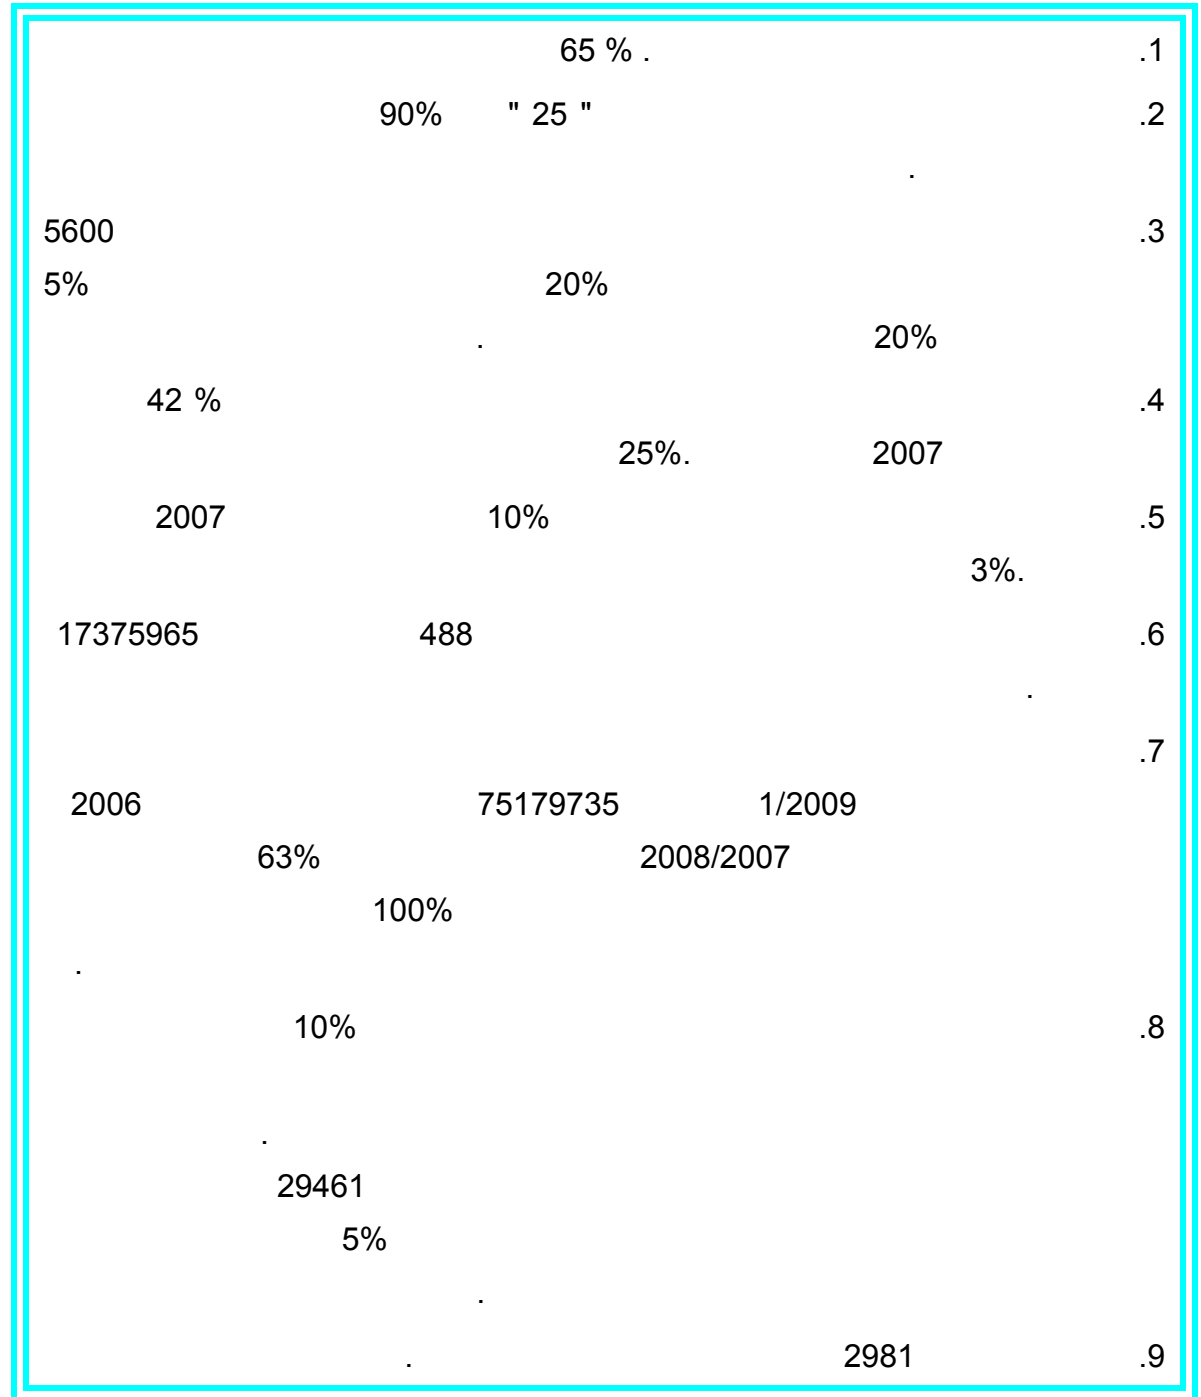 .1 65 % .
.2 " 25 " 90%
.
.3 5600
20% 5%
20% .
.4 42 %
2007 25%.
.5 10% 2007
3%.
.6 488 17375965
.
.7
1/2009 75179735 2006
2008/2007 63%
100%
.
.8 10%
.
29461
5%
.
.9 2981 .